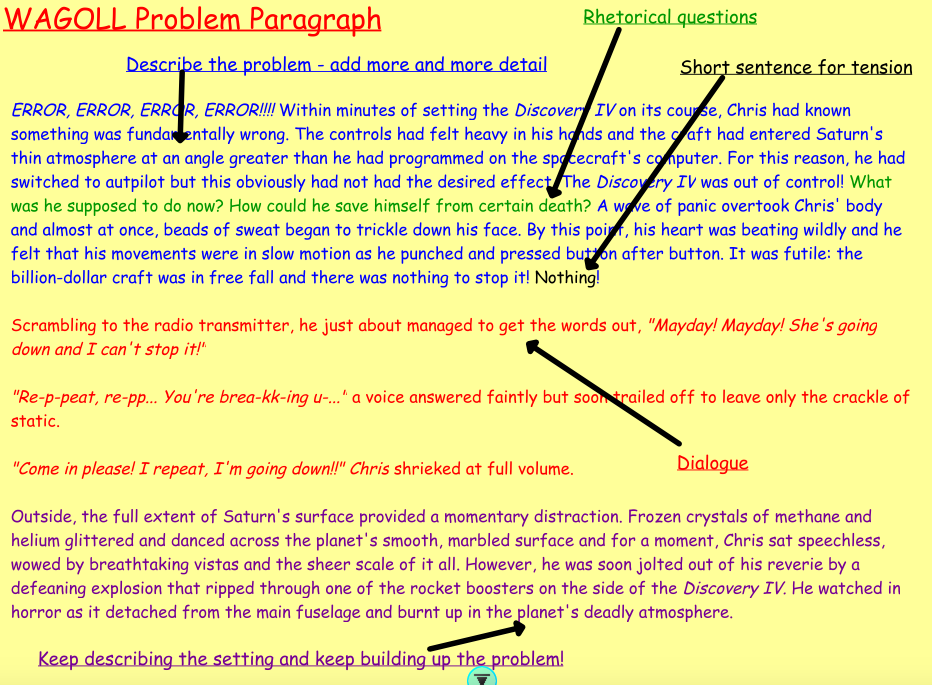 WAGOLL Problem Paragraph
Rhetorical questions
Describe the problem - add more and more detail
Short sentence for tension
ERROR, ERROR, ERROR, ERROR!!!! Within minutes of setting the Discovery IV on its course, Chris had known
something was fundamentally wrong. The controls had felt heavy in his hands and the craft had entered Saturn's
thin atmosphere at an angle greater than he had programmed on the spacecraft's computer. For this reason, he had
switched to autpilot but this obviously had not had the desired effect. The Discovery IV was out of control! What
was he supposed to do now? How could he save himself from certain death? A wave of panic overtook Chris' body
and almost at once, beads of sweat began to trickle down his face. By this point, his heart was beating wildly and he
felt that his movements were in slow motion as he punched and pressed button after button. It was futile: the
billion-dollar craft was in free fall and there was nothing to stop it! Nothing!
Scrambling to the radio transmitter, he just about managed to get the words out, "Mayday! Mayday! She's going
down and I can't stop it!"
"Re-p-peat, re-pp... You're brea-kk-ing u-..." a voice answered faintly but soon trailed off to leave only the crackle of
static.
"Come in please! I repeat, I'm going down!!" Chris shrieked at full volume.
Dialogue
Outside, the full extent of Saturn's surface provided a momentary distraction. Frozen crystals of methane and
helium glittered and danced across the planet's smooth, marbled surface and for a moment, Chris sat speechless,
wowed by breathtaking vistas and the sheer scale of it all. However, he was soon jolted out of his reverie by a
defeaning explosion that ripped through one of the rocket boosters on the side of the Discovery IV. He watched in
horror as it detached from the main fuselage and burnt up in the planet's deadly atmosphere.
Keep describing the setting and keep building up the problem!